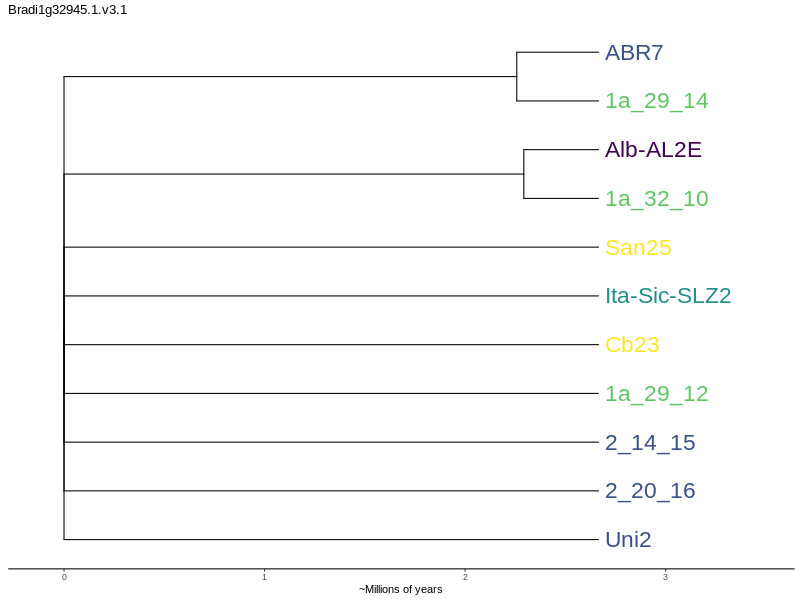 Bradi1g32945.1.v3.1
ABR7
1a_29_14
Alb-AL2E
1a_32_10
San25
Ita-Sic-SLZ2
Cb23
1a_29_12
2_14_15
2_20_16
Uni2
0 1 2 3
~Millions of years